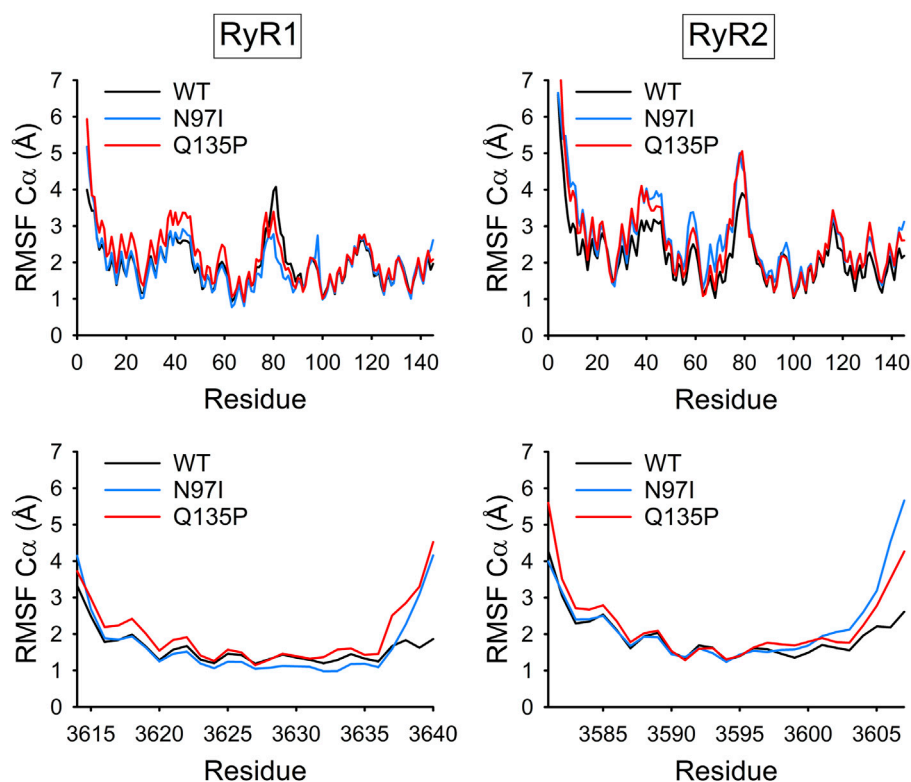 RyR1
RyR2
7
6
5
4
3
2
1
0
RMSF Cα (Å)
WT
N97I
Q135P
0 20 40 60 80 100 120 140
Residue
7
6
5
4
3
2
1
0
RMSF Cα (Å)
WT
N97I
Q135P
0 20 40 60 80 100 120 140
Residue
7
6
5
4
3
2
1
0
RMSF Cα (Å)
WT
N97I
Q135P
3615 3620 3625 3630 3635 3640
Residue
7
6
5
4
3
2
1
0
RMSF Cα (Å)
WT
N97I
Q135P
3585 3590 3595 3600 3605
Residue